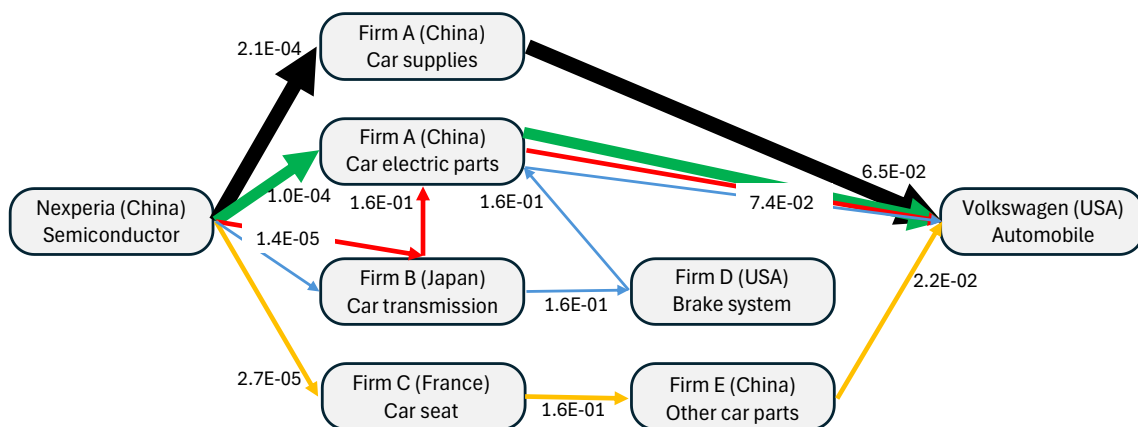 Firm A (China)
Car supplies
2.1E-04
Firm A (China)
Car electric parts
6.5E-02
1.0E-04
1.6E-01
1.6E-01
7.4E-02
Nexperia (China)
Semiconductor
Volkswagen (USA)
Automobile
1.4E-05
Firm B (Japan)
Car transmission
Firm D (USA)
Brake system
2.2E-02
1.6E-01
2.7E-05
Firm C (France)
Car seat
1.6E-01
Firm E (China)
Other car parts